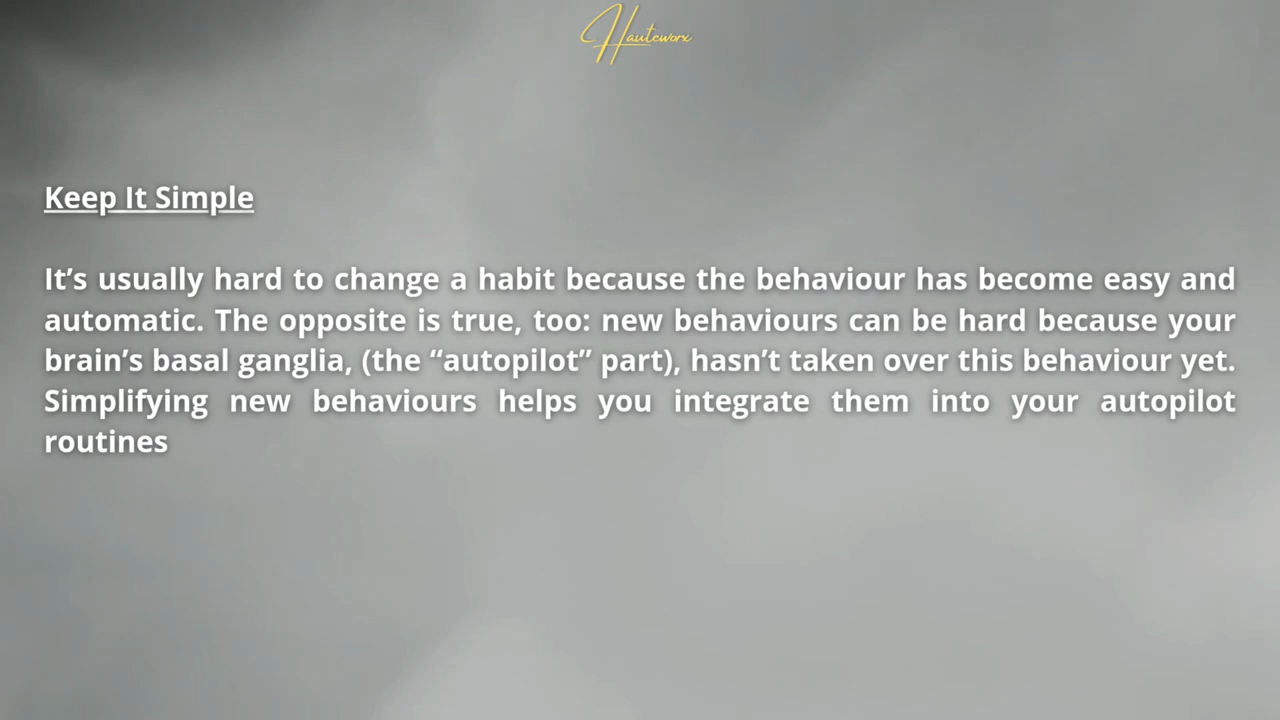 Hauteworx
Keep It Simple
It’s usually hard to change a habit because the behaviour has become easy and
automatic. The opposite is true, too: new behaviours can be hard because your
brain’s basal ganglia, (the “autopilot” part), hasn’t taken over this behaviour yet.
Simplifying new behaviours helps you integrate them into your autopilot
routines